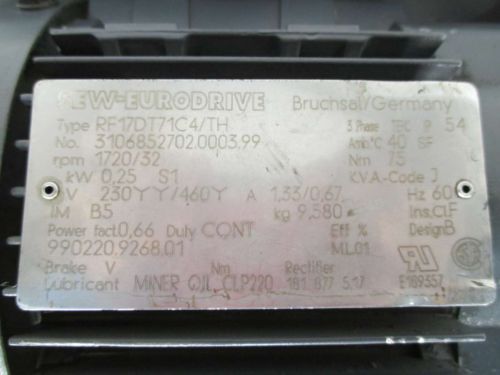 SEW-EURODRIVE Bruchsal/Germany
Type RF17DT71C4/TH 3 Phase TEC P 54
No. 3106852702.0003.99 Amb°C 40 SF
rpm 1720/32 Nm 75
kW 0,25 S1 K.V.A-Code J
V 230YY/460Y A 1,33/0,67 Hz 60
IM B5 kg 9,580 Ins.CLF
Power fact.0,66 Duty CONT Eff % Design B
990220.9268.01 ML01
Brake V Nm Rectifier
Lubricant MINER OIL CLP220 181 877 5.17 E189357